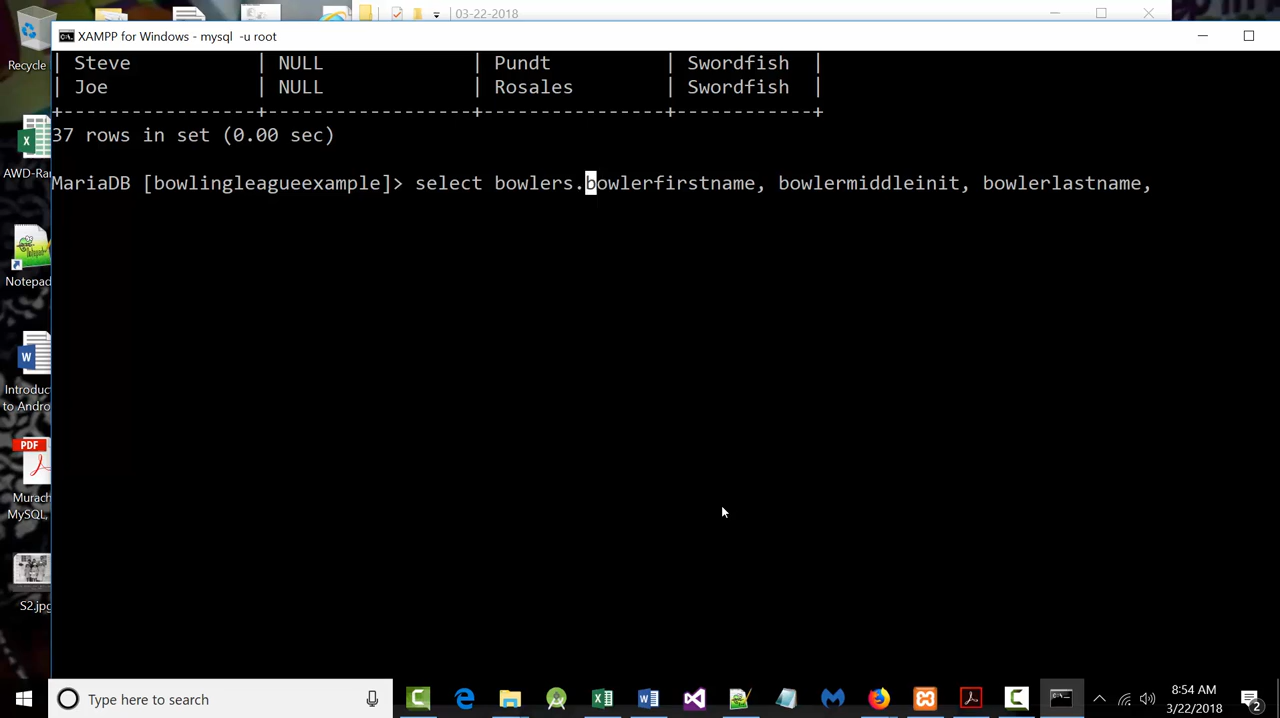 03-22-2018
XAMPP for Windows - mysql -u root
Recycle
| Steve | NULL | Pundt | Swordfish |
| Joe | NULL | Rosales | Swordfish |
+------------------+-------------------+-----------------+------------+
37 rows in set (0.00 sec)
X
AWD-Ra
MariaDB [bowlingleagueexample]> select bowlers.bowlerfirstname, bowlermiddleinit, bowlerlastname,
Notepad
W
Introduc
to Andro
PDF
Murach
MySQL,
S2.jpg
Type here to search
8:54 AM
3/22/2018
2